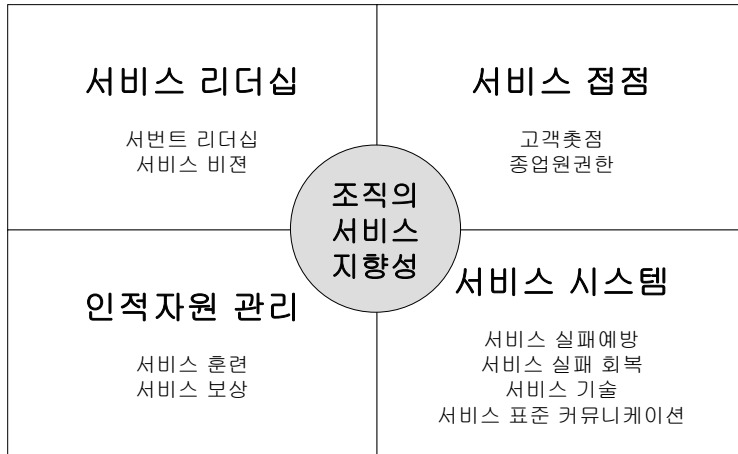 서비스 리더십
서번트 리더십
서비스 비젼
서비스 접점
고객촛점
종업원권한
조직의
서비스
지향성
인적자원 관리
서비스 훈련
서비스 보상
서비스 시스템
서비스 실패예방
서비스 실패 회복
서비스 기술
서비스 표준 커뮤니케이션